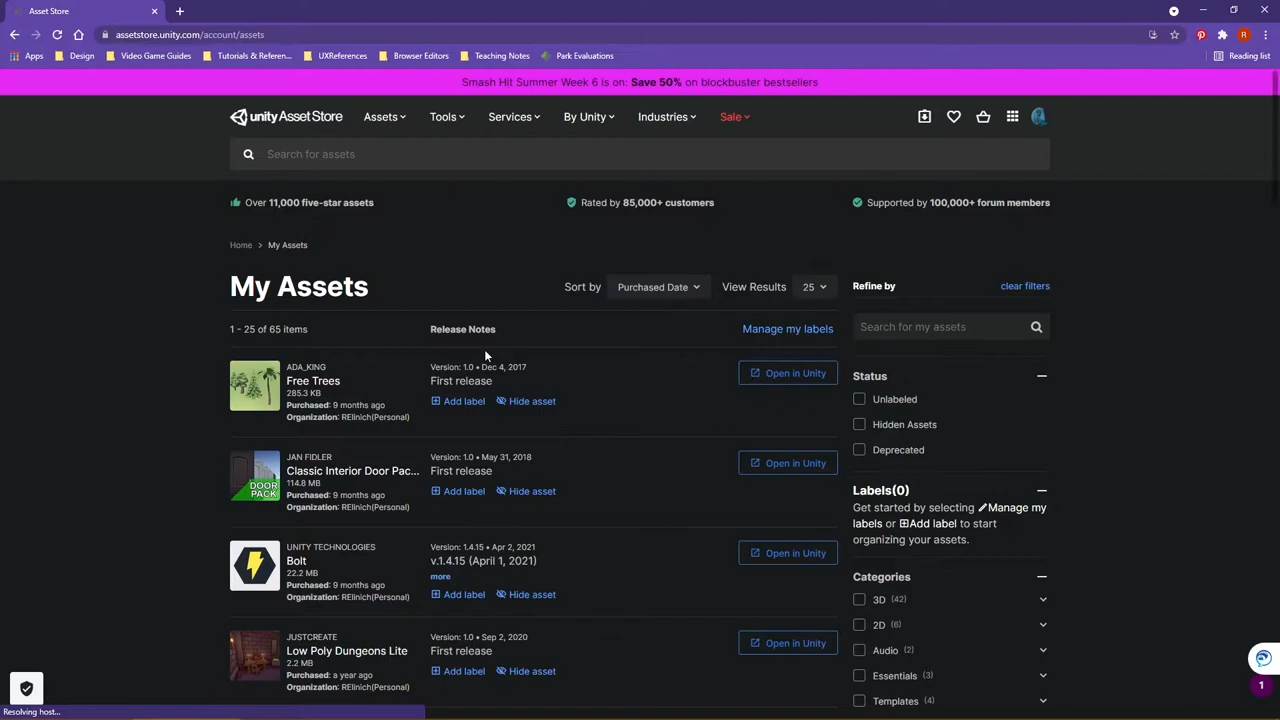 Asset Store
assetstore.unity.com/account/assets
R
Apps Design Video Game Guides Tutorials & Referen... UXReferences Browser Editors Teaching Notes Park Evaluations Reading list
Smash Hit Summer Week 6 is on: Save 50% on blockbuster bestsellers
unity Asset Store Assets Tools Services By Unity Industries Sale
Search for assets
Over 11,000 five-star assets Rated by 85,000+ customers Supported by 100,000+ forum members
Home > My Assets
My Assets Sort by Purchased Date View Results 25
1 - 25 of 65 items Release Notes Manage my labels
ADA_KING Version: 1.0 • Dec 4, 2017
Free Trees First release Open in Unity
285.3 KB
Purchased: 9 months ago Add label Hide asset
Organization: RElinich(Personal)
DOOR PACK
JAN FIDLER Version: 1.0 • May 31, 2018
Classic Interior Door Pac... First release Open in Unity
114.8 MB
Purchased: 9 months ago Add label Hide asset
Organization: RElinich(Personal)
UNITY TECHNOLOGIES Version: 1.4.15 • Apr 2, 2021
Bolt v.1.4.15 (April 1, 2021) Open in Unity
22.2 MB more
Purchased: 9 months ago Add label Hide asset
Organization: RElinich(Personal)
JUSTCREATE Version: 1.0 • Sep 2, 2020
Low Poly Dungeons Lite First release Open in Unity
2.2 MB
Purchased: a year ago Add label Hide asset
Organization: RElinich(Personal)
Refine by clear filters
Search for my assets
Status
Unlabeled
Hidden Assets
Deprecated
Labels(0)
Get started by selecting Manage my
labels or Add label to start
organizing your assets.
Categories
3D (42)
2D (6)
Audio (2)
Essentials (3)
Templates (4)
1
Resolving host...